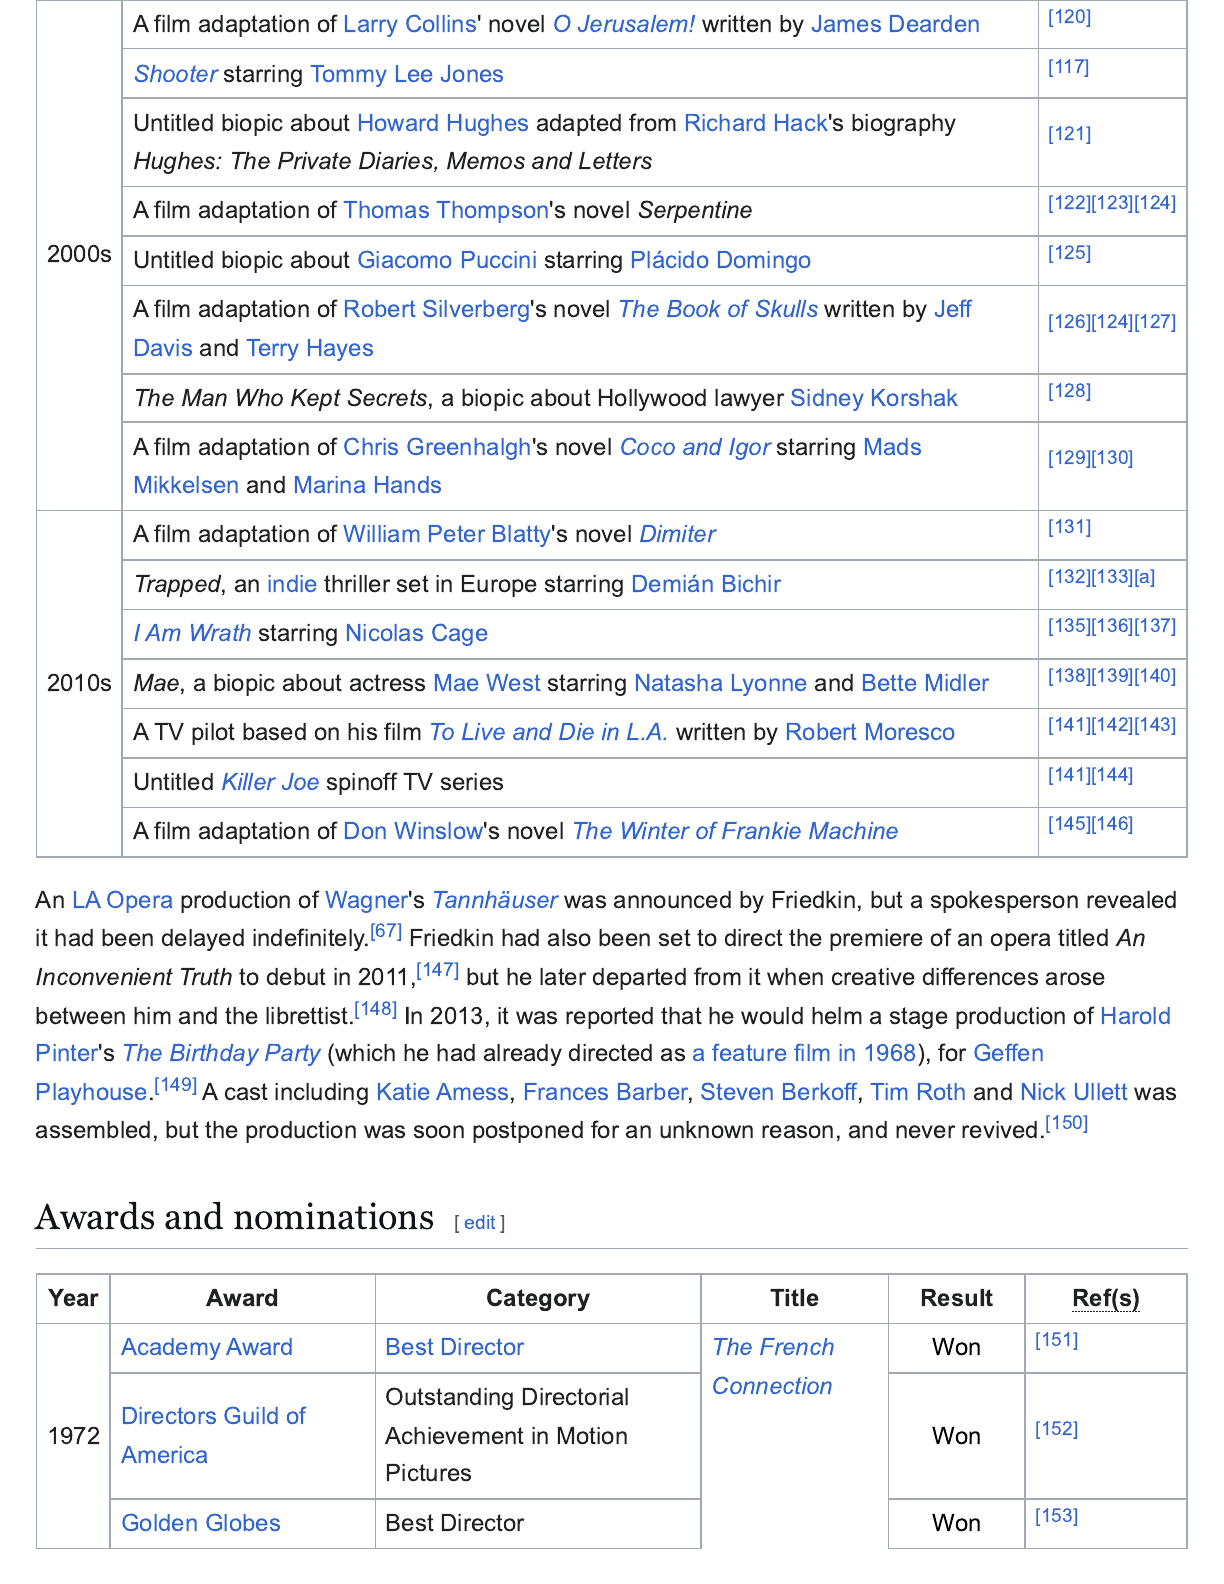 A film adaptation of Larry Collins' novel O Jerusalem! written by James Dearden [120]
Shooter starring Tommy Lee Jones [117]
Untitled biopic about Howard Hughes adapted from Richard Hack's biography
Hughes: The Private Diaries, Memos and Letters [121]
A film adaptation of Thomas Thompson's novel Serpentine [122][123][124]
2000s
Untitled biopic about Giacomo Puccini starring Plácido Domingo [125]
A film adaptation of Robert Silverberg's novel The Book of Skulls written by Jeff
Davis and Terry Hayes [126][124][127]
The Man Who Kept Secrets, a biopic about Hollywood lawyer Sidney Korshak [128]
A film adaptation of Chris Greenhalgh's novel Coco and Igor starring Mads
Mikkelsen and Marina Hands [129][130]
A film adaptation of William Peter Blatty's novel Dimiter [131]
Trapped, an indie thriller set in Europe starring Demián Bichir [132][133][a]
I Am Wrath starring Nicolas Cage [135][136][137]
2010s
Mae, a biopic about actress Mae West starring Natasha Lyonne and Bette Midler [138][139][140]
A TV pilot based on his film To Live and Die in L.A. written by Robert Moresco [141][142][143]
Untitled Killer Joe spinoff TV series [141][144]
A film adaptation of Don Winslow's novel The Winter of Frankie Machine [145][146]
An LA Opera production of Wagner's Tannhäuser was announced by Friedkin, but a spokesperson revealed
it had been delayed indefinitely.[67] Friedkin had also been set to direct the premiere of an opera titled An
Inconvenient Truth to debut in 2011,[147] but he later departed from it when creative differences arose
between him and the librettist.[148] In 2013, it was reported that he would helm a stage production of Harold
Pinter's The Birthday Party (which he had already directed as a feature film in 1968), for Geffen
Playhouse.[149] A cast including Katie Amess, Frances Barber, Steven Berkoff, Tim Roth and Nick Ullett was
assembled, but the production was soon postponed for an unknown reason, and never revived.[150]
Awards and nominations [ edit ]
Year Award Category Title Result Ref(s)
1972
Academy Award Best Director The French
Connection Won [151]
Directors Guild of
America Outstanding Directorial
Achievement in Motion
Pictures Won [152]
Golden Globes Best Director Won [153]